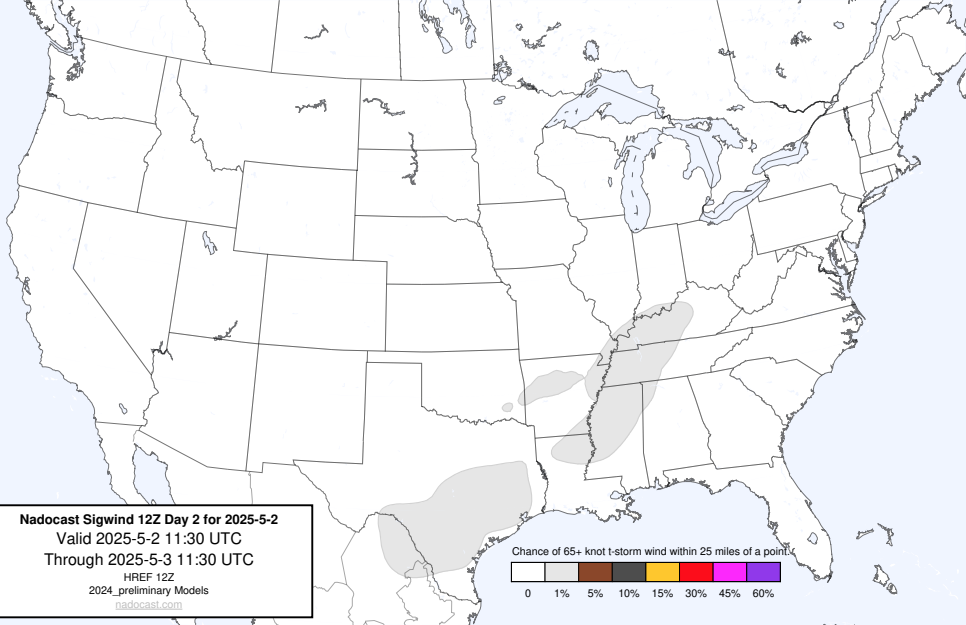 Nadocast Sigwind 12Z Day 2 for 2025-5-2
Valid 2025-5-2 11:30 UTC
Through 2025-5-3 11:30 UTC
HREF 12Z
2024_preliminary Models
nadocast.com
Chance of 65+ knot t-storm wind within 25 miles of a point.
0 1% 5% 10% 15% 30% 45% 60%